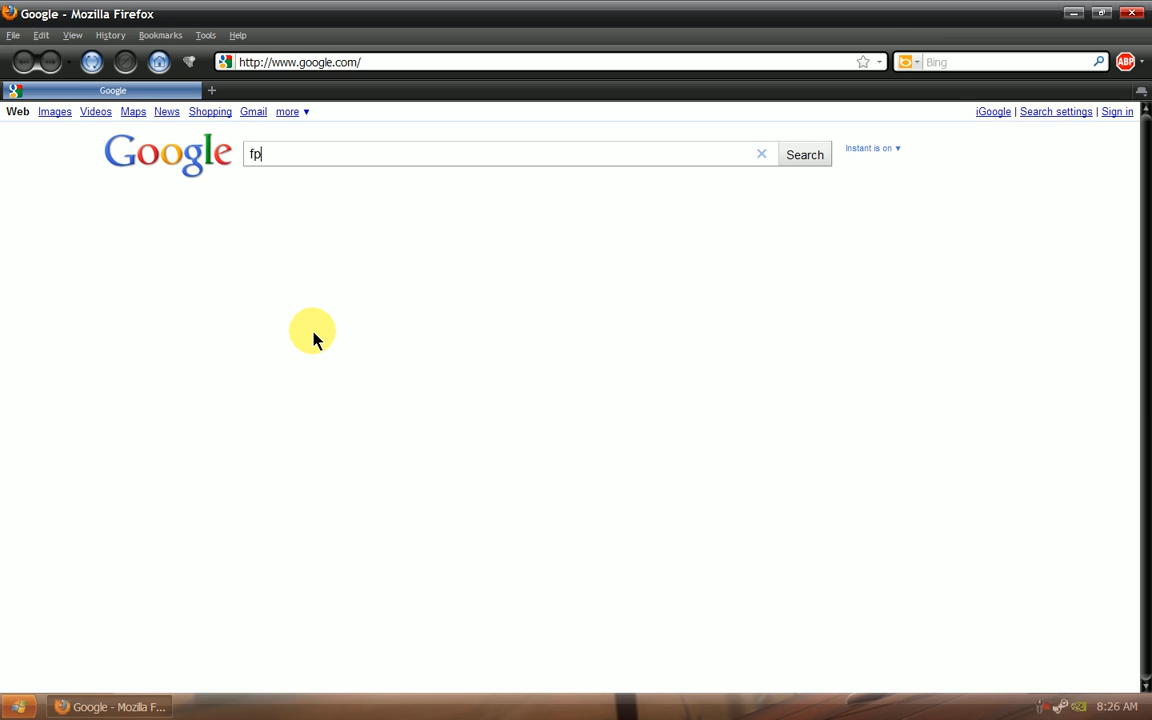 Google - Mozilla Firefox
File Edit View History Bookmarks Tools Help
http://www.google.com/ Bing ABP
Google
Web Images Videos Maps News Shopping Gmail more ▼ iGoogle | Search settings | Sign in
Google fp Search Instant is on ▼
Google - Mozilla F... 8:26 AM